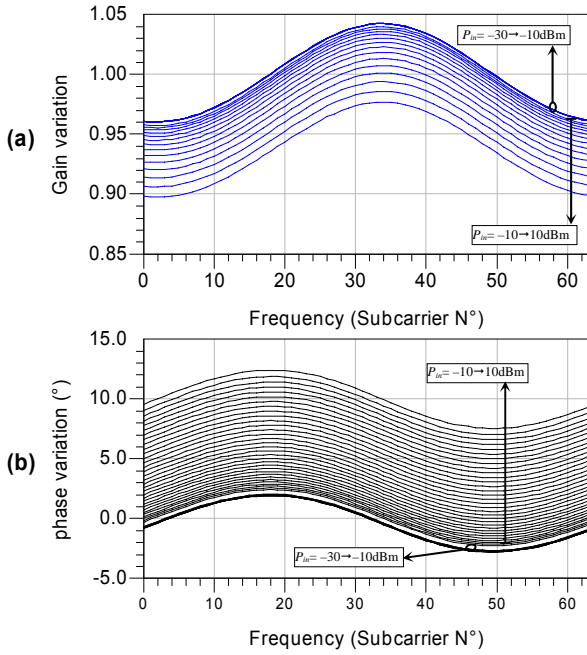 (a)
Gain variation
1.05
1.00
0.95
0.90
0.85
P_in= –30→–10dBm
P_in= –10→10dBm
0 10 20 30 40 50 60
Frequency (Subcarrier N°)
(b)
phase variation (°)
15.0
10.0
5.0
0.0
-5.0
P_in= –10→10dBm
P_in= –30→–10dBm
0 10 20 30 40 50 60
Frequency (Subcarrier N°)